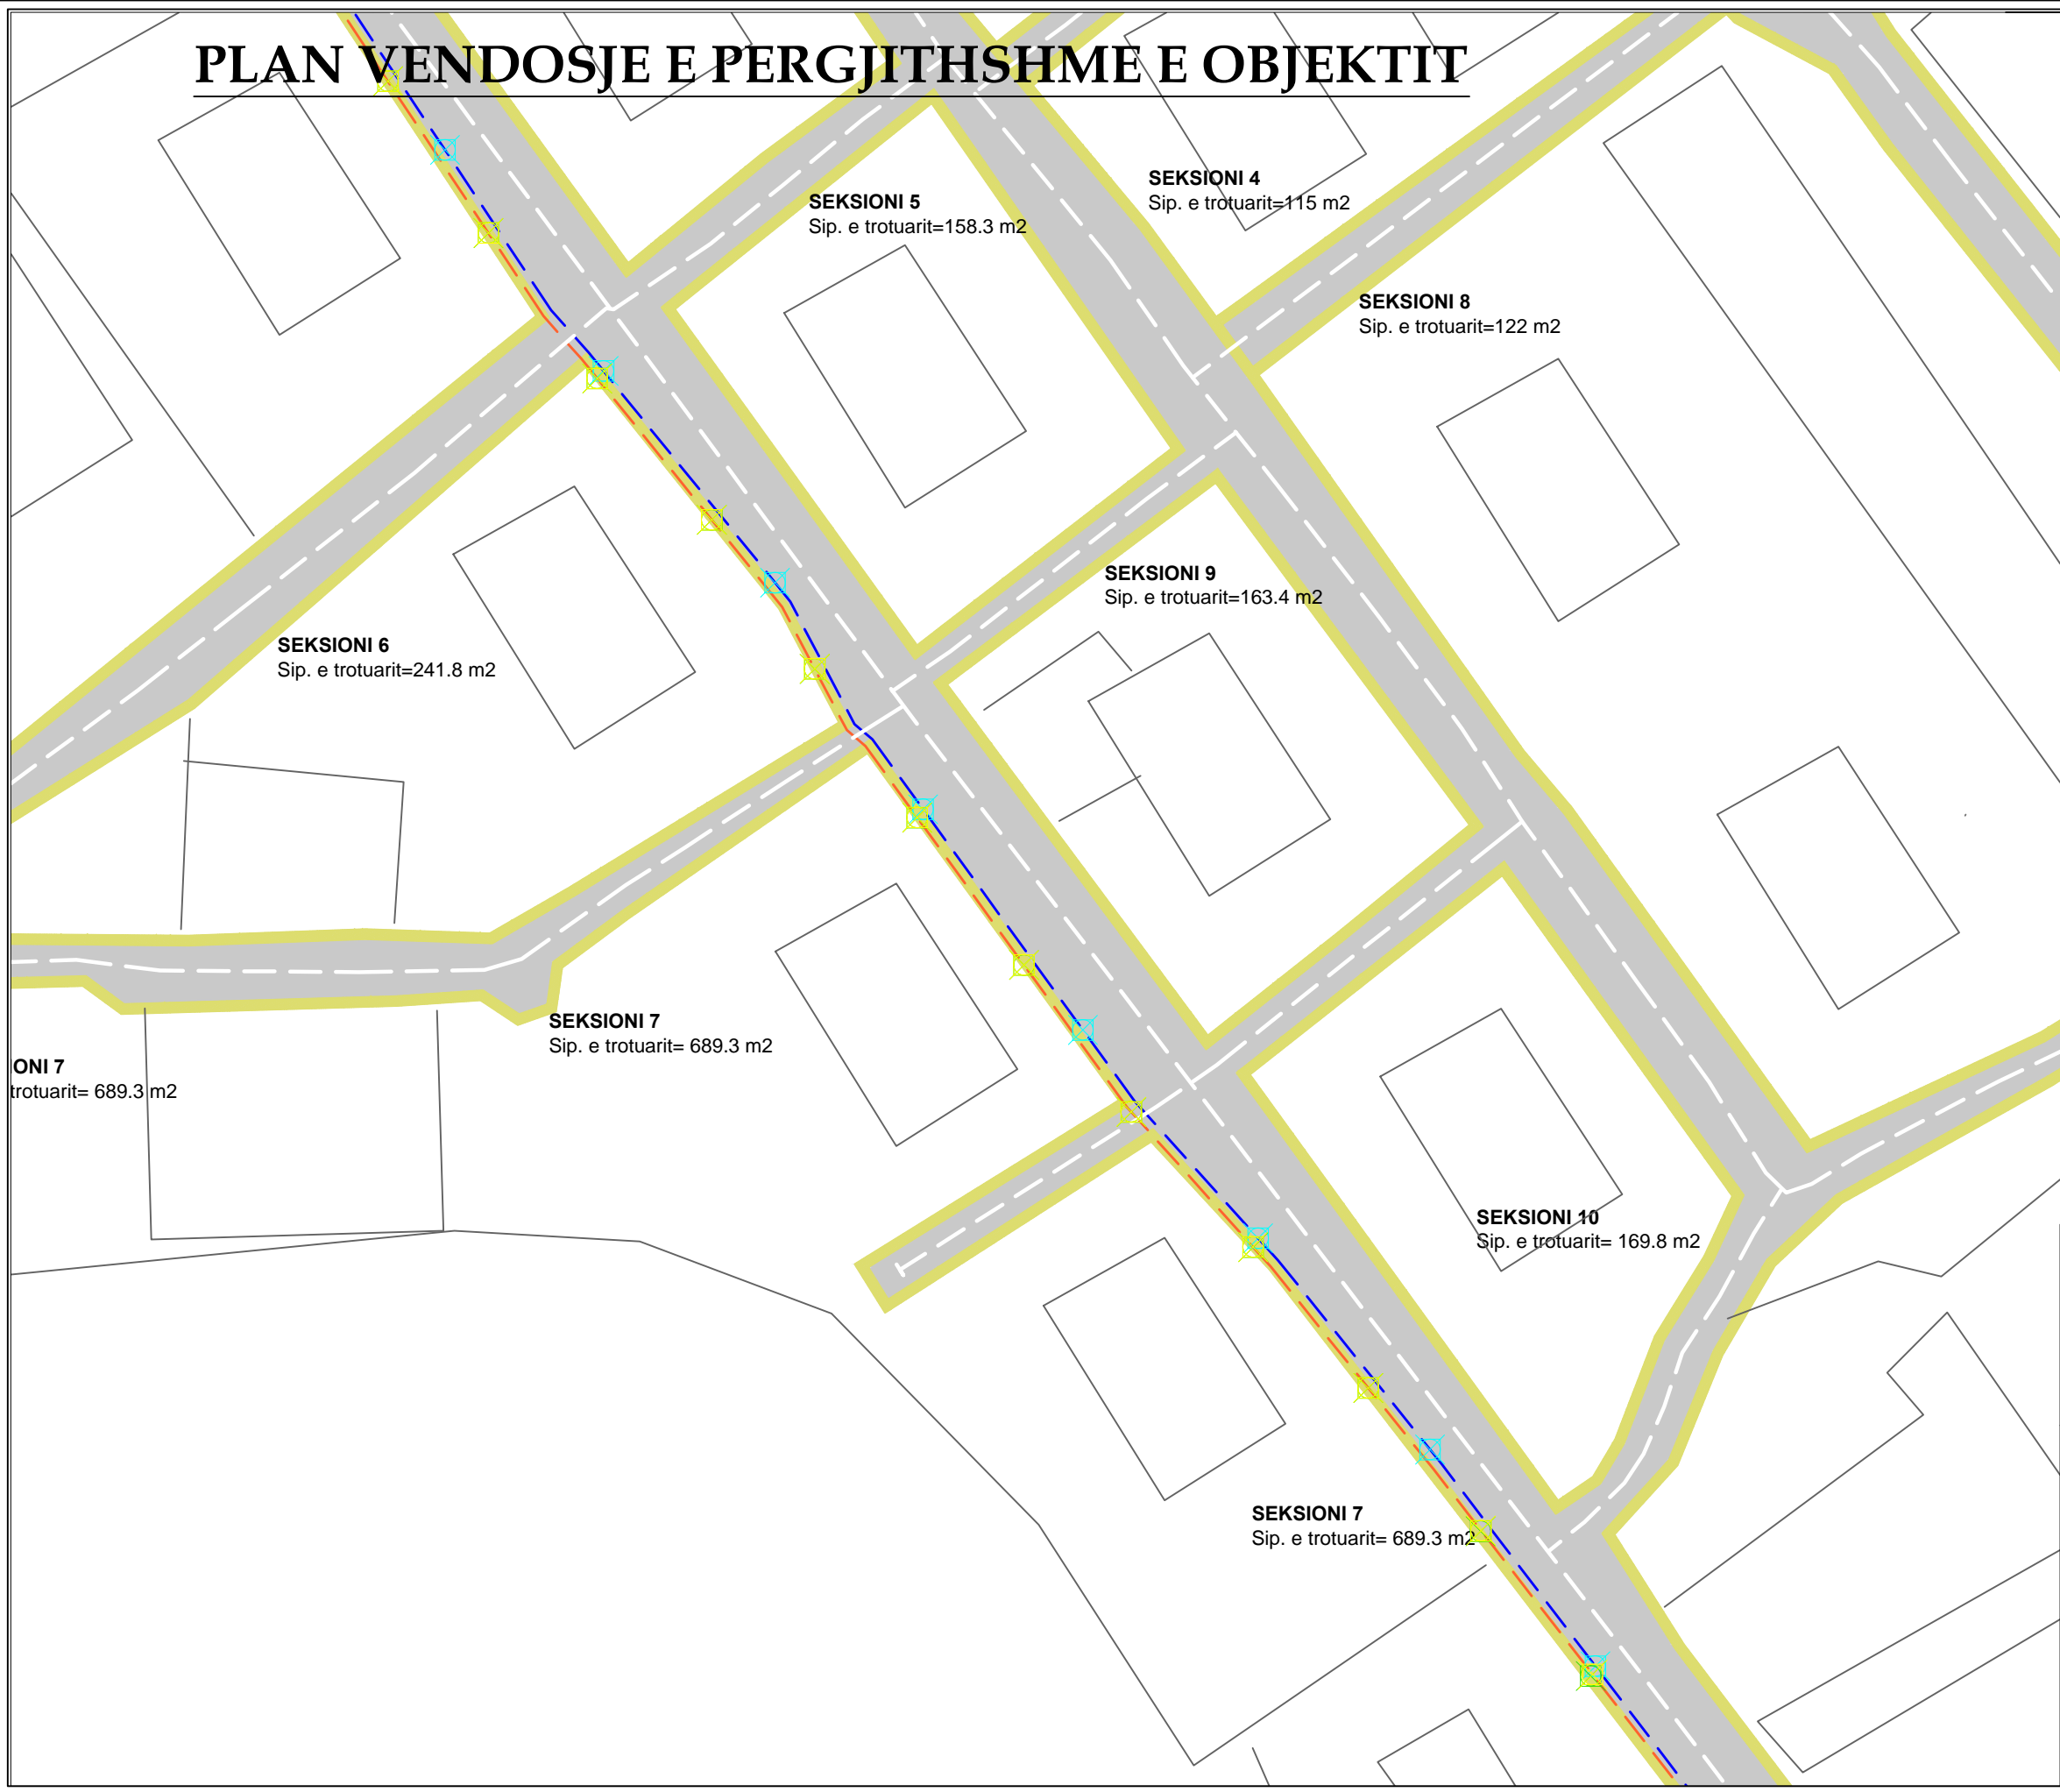 PLAN VENDOSJE E PERGJITHSHME E OBJEKTIT
SEKSIONI 4
Sip. e trotuarit=115 m2
SEKSIONI 5
Sip. e trotuarit=158.3 m2
SEKSIONI 8
Sip. e trotuarit=122 m2
SEKSIONI 9
Sip. e trotuarit=163.4 m2
SEKSIONI 6
Sip. e trotuarit=241.8 m2
SEKSIONI 7
Sip. e trotuarit= 689.3 m2
IONI 7
trotuarit= 689.3 m2
SEKSIONI 10
Sip. e trotuarit= 169.8 m2
SEKSIONI 7
Sip. e trotuarit= 689.3 m2